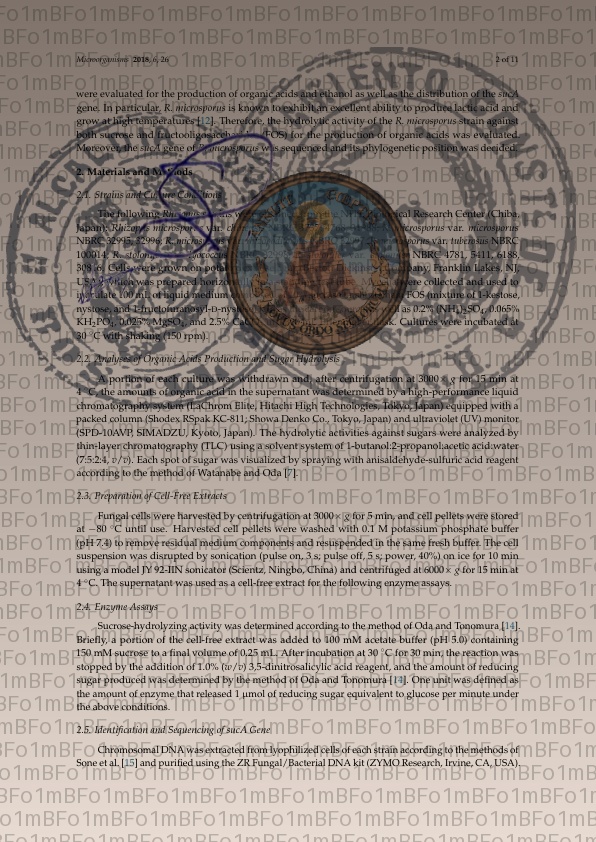 Microorganisms 2018, 6, 26 2 of 11
were evaluated for the production of organic acids and ethanol as well as the distribution of the sucA
gene. In particular, R. microsporus is known to exhibit an excellent ability to produce lactic acid and
grow at high temperatures [12]. Therefore, the hydrolytic activity of the R. microsporus strain against
both sucrose and fructooligosaccharides (FOS) for the production of organic acids was evaluated.
Moreover, the sucA gene of R. microsporus was sequenced and its phylogenetic position was decided.
2. Materials and Methods
2.1. Strains and Culture Conditions
The following Rhizopus strains w ical Research Center (Chiba,
Japan): Rhizopus microsporus var. crosporus var. microsporus
NBRC 32995, 32996, R. micros orus var. tuberosus NBRC
100014; R. stolon NBRC 4781, 5411, 6188,
Cells were grown on pota any, Franklin Lakes, NJ,
which was prepared horizo were collected and used to
100 mL of liquid medium FOS (mixture of 1-kestose,
nystose, and 1-fructofuranosyl-D-nys as 0.2% (NH4)2SO4, 0.065%
KH2PO4, 0.025% MgSO4, and 2.5% Ca k. Cultures were incubated at
30 °C with shaking (150 rpm).
2.2. Analyses of Organic Acids Production and Sugar Hydrolysis
A portion of each culture was withdrawn and, after centrifugation at 3000× g for 15 min at
4 °C, the amounts of organic acid in the supernatant was determined by a high-performance liquid
chromatography system (LaChrom Elite, Hitachi High Technologies, Tokyo, Japan) equipped with a
packed column (Shodex RSpak KC-811; Showa Denko Co., Tokyo, Japan) and ultraviolet (UV) monitor
(SPD-10AVP, SIMADZU, Kyoto, Japan). The hydrolytic activities against sugars were analyzed by
thin-layer chromatography (TLC) using a solvent system of 1-butanol:2-propanol:acetic acid:water
(7:5:2:4, v/v). Each spot of sugar was visualized by spraying with anisaldehyde-sulfuric acid reagent
according to the method of Watanabe and Oda [7].
2.3. Preparation of Cell-Free Extracts
Fungal cells were harvested by centrifugation at 3000× g for 5 min, and cell pellets were stored
at −80 °C until use. Harvested cell pellets were washed with 0.1 M potassium phosphate buffer
(pH 7.4) to remove residual medium components and resuspended in the same fresh buffer. The cell
suspension was disrupted by sonication (pulse on, 3 s; pulse off, 5 s; power, 40%) on ice for 10 min
using a model JY 92-IIN sonicator (Scientz, Ningbo, China) and centrifuged at 6000× g for 15 min at
4 °C. The supernatant was used as a cell-free extract for the following enzyme assays.
2.4. Enzyme Assays
Sucrose-hydrolyzing activity was determined according to the method of Oda and Tonomura [14].
Briefly, a portion of the cell-free extract was added to 100 mM acetate buffer (pH 5.0) containing
150 mM sucrose to a final volume of 0.25 mL. After incubation at 30 °C for 30 min, the reaction was
stopped by the addition of 1.0% (w/v) 3,5-dinitrosalicylic acid reagent, and the amount of reducing
sugar produced was determined by the method of Oda and Tonomura [14]. One unit was defined as
the amount of enzyme that released 1 µmol of reducing sugar equivalent to glucose per minute under
the above conditions.
2.5. Identification and Sequencing of sucA Gene
Chromosomal DNA was extracted from lyophilized cells of each strain according to the methods of
Sone et al. [15] and purified using the ZR Fungal/Bacterial DNA kit (ZYMO Research, Irvine, CA, USA).